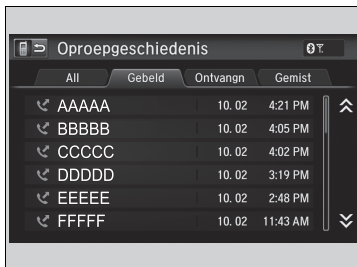 Oproepgeschiedenis
All Gebeld Ontvangn Gemist
AAAAA 10. 02 4:21 PM
BBBBB 10. 02 4:05 PM
CCCCC 10. 02 4:02 PM
DDDDD 10. 02 3:19 PM
EEEEE 10. 02 2:48 PM
FFFFF 10. 02 11:43 AM